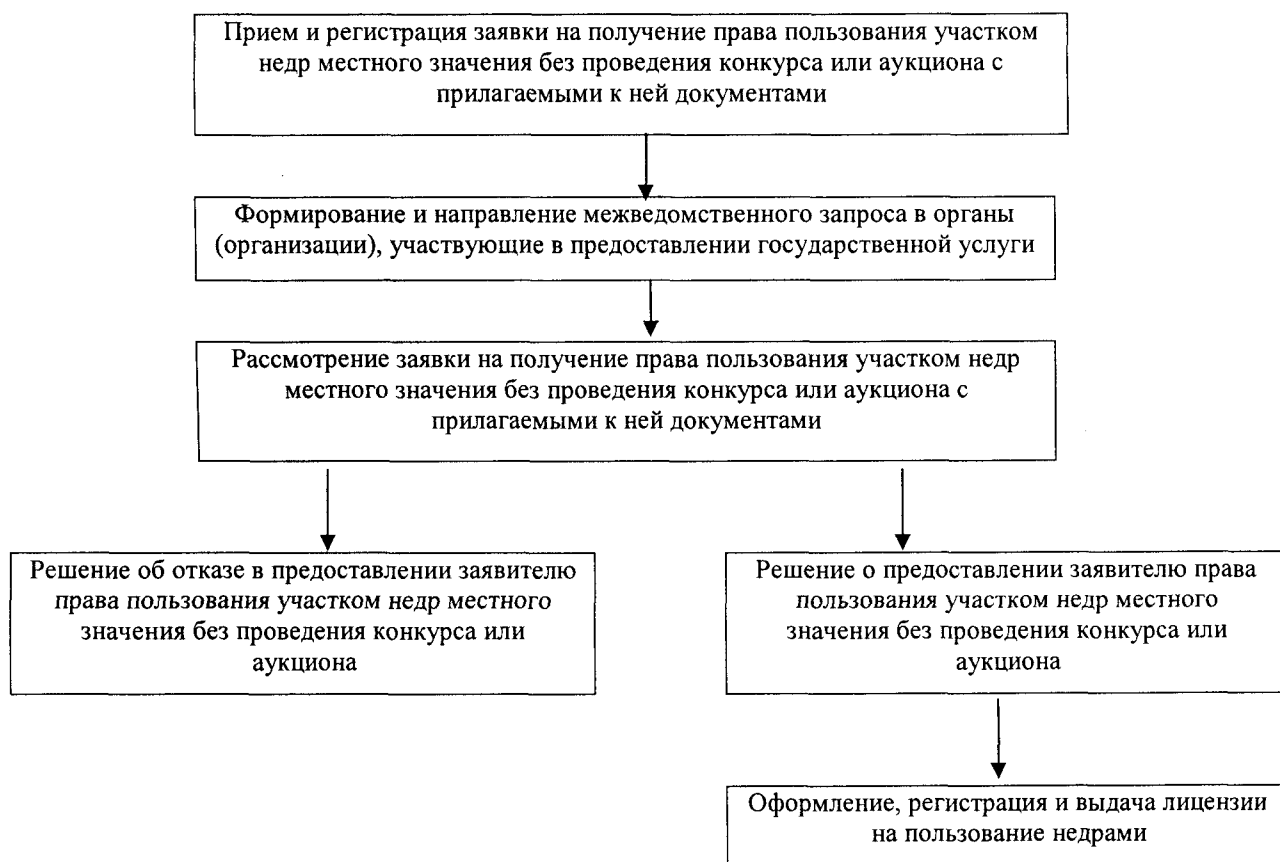 Прием и регистрация заявки на получение права пользования участком
недр местного значения без проведения конкурса или аукциона с
прилагаемыми к ней документами
Формирование и направление межведомственного запроса в органы
(организации), участвующие в предоставлении государственной услуги
Рассмотрение заявки на получение права пользования участком недр
местного значения без проведения конкурса или аукциона с
прилагаемыми к ней документами
Решение об отказе в предоставлении заявителю
права пользования участком недр местного
значения без проведения конкурса или
аукциона
Решение о предоставлении заявителю права
пользования участком недр местного
значения без проведения конкурса или
аукциона
Оформление, регистрация и выдача лицензии
на пользование недрами